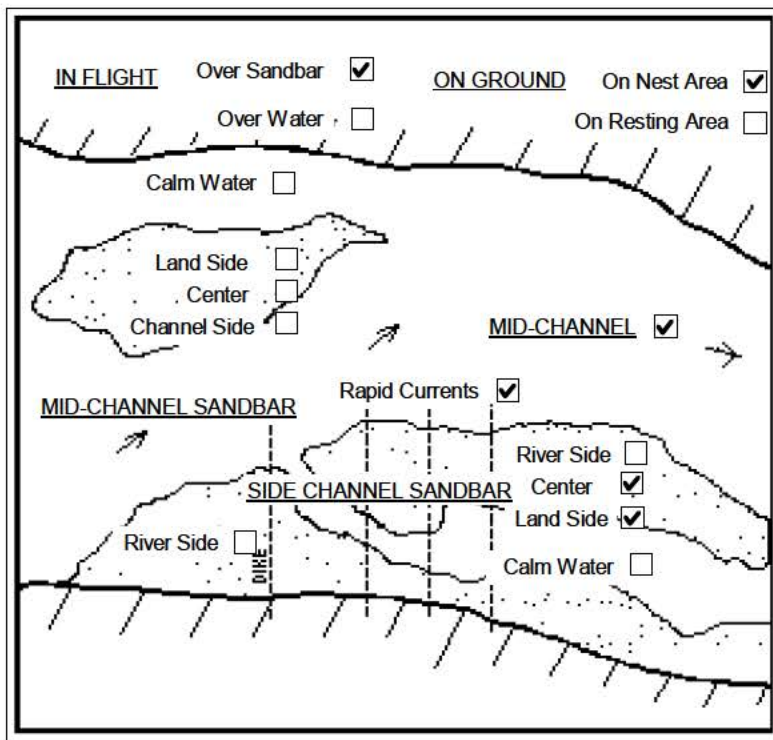 IN FLIGHT Over Sandbar ON GROUND On Nest Area
Over Water On Resting Area
Calm Water
Land Side
Center
Channel Side MID-CHANNEL
Rapid Currents
MID-CHANNEL SANDBAR
River Side
SIDE CHANNEL SANDBAR Center
Land Side
River Side
DIKE
Calm Water